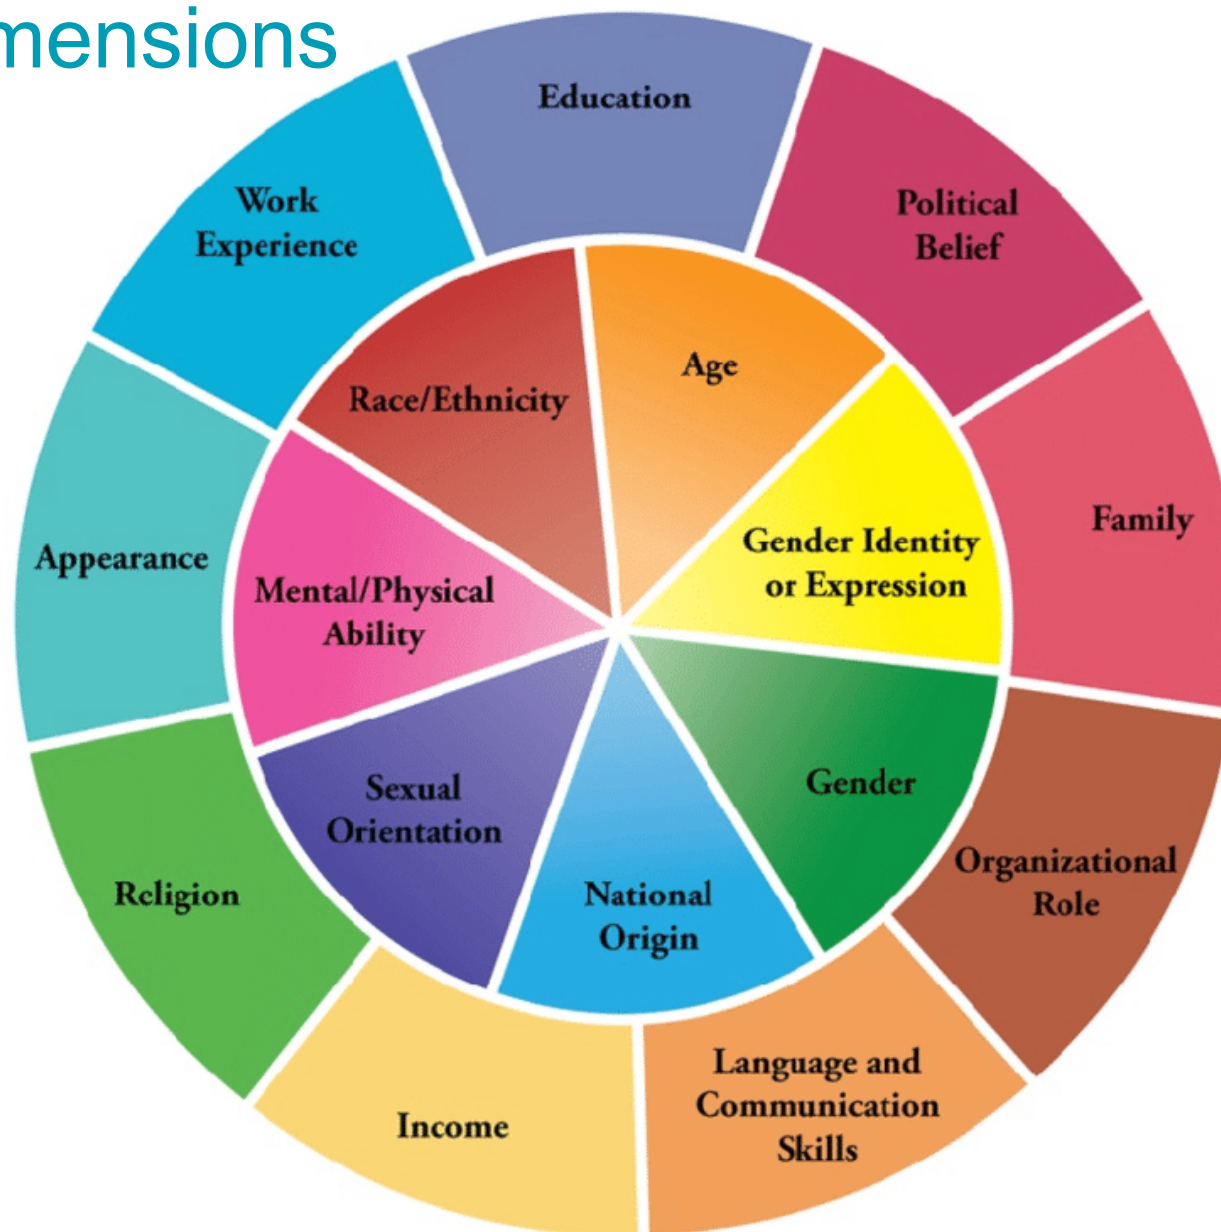 mensions
Education
Work
Experience
Political
Belief
Age
Race/Ethnicity
Family
Gender Identity
or Expression
Appearance
Mental/Physical
Ability
Gender
Sexual
Orientation
Organizational
Role
National
Origin
Religion
Language and
Communication
Skills
Income